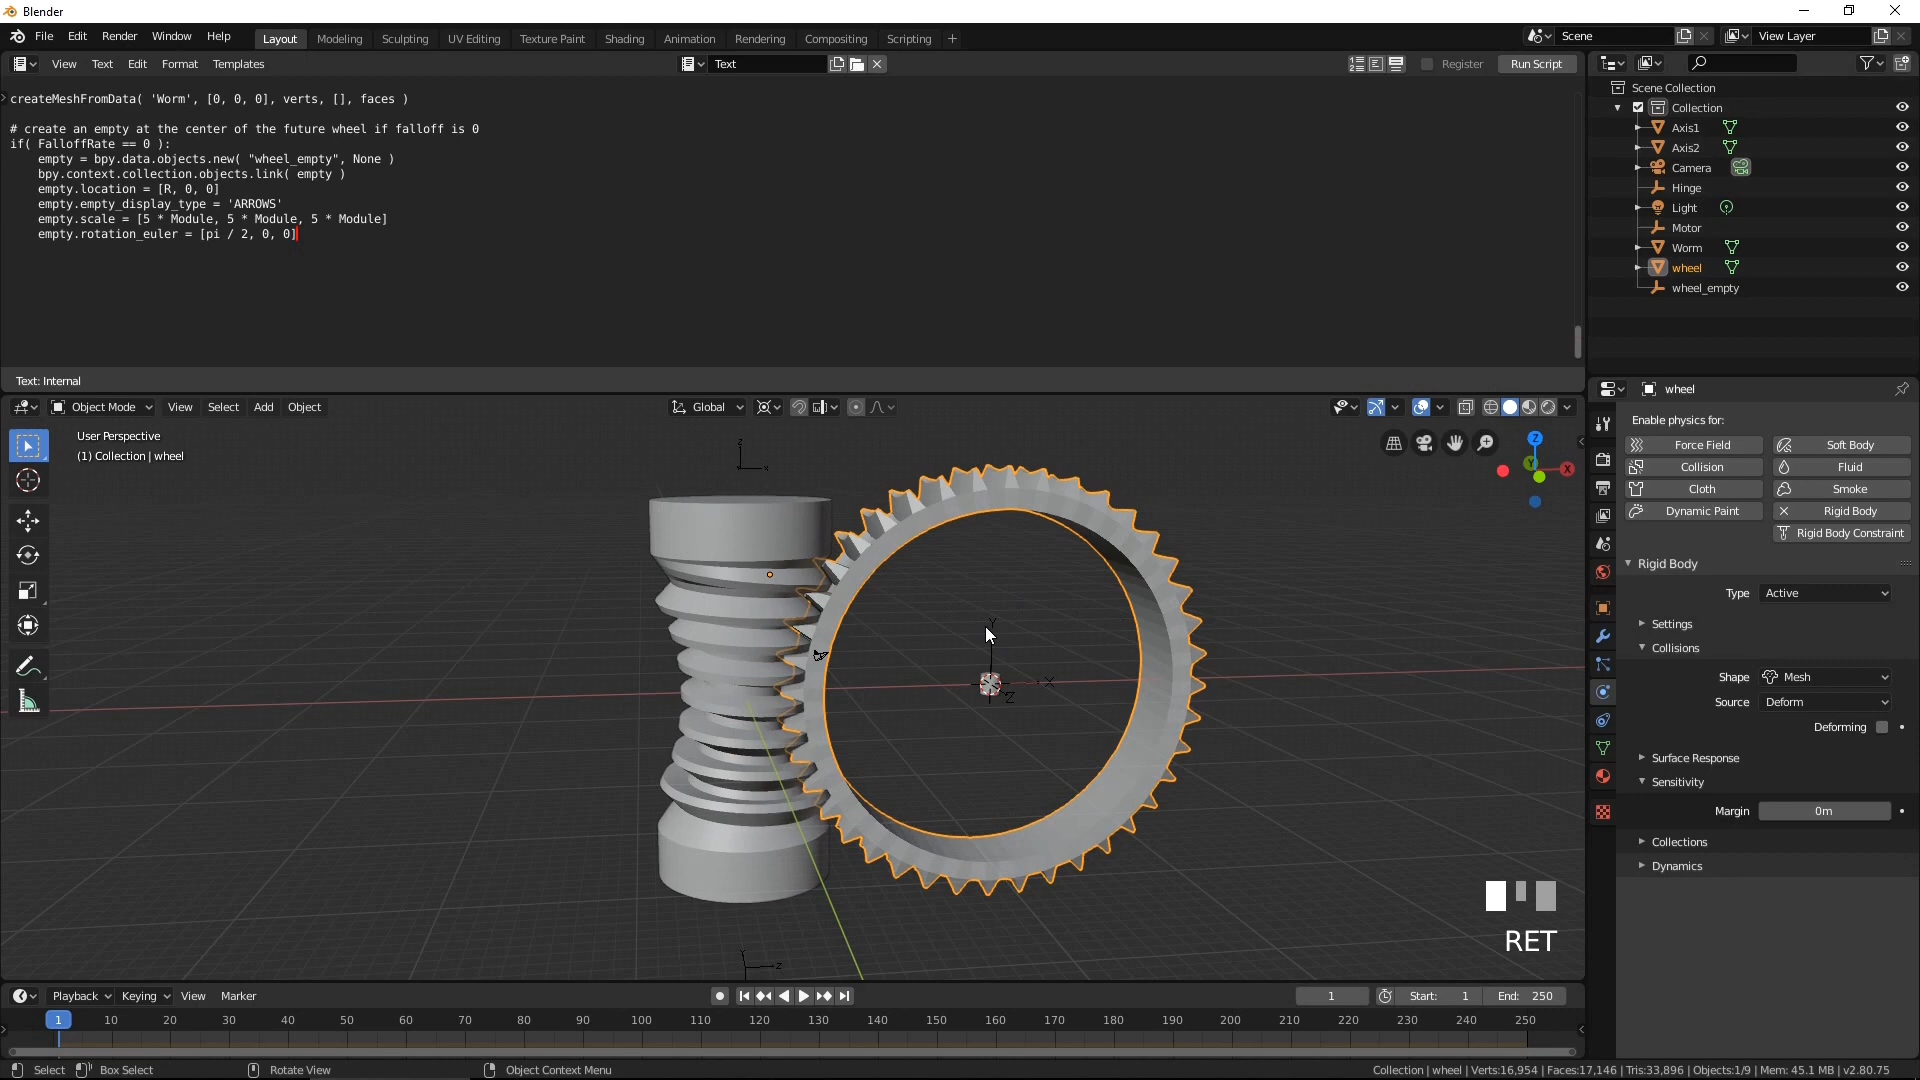 Blender
File Edit Render Window Help
Layout Modeling Sculpting UV Editing Texture Paint Shading Animation Rendering Compositing Scripting +
Scene
View Layer
View Text Edit Format Templates
Text
Register Run Script
createMeshFromData( 'Worm', [0, 0, 0], verts, [], faces )
# create an empty at the center of the future wheel if falloff is 0
if( FalloffRate == 0 ):
empty = bpy.data.objects.new( "wheel_empty", None )
bpy.context.collection.objects.link( empty )
empty.location = [R, 0, 0]
empty.empty_display_type = 'ARROWS'
empty.scale = [5 * Module, 5 * Module, 5 * Module]
empty.rotation_euler = [pi / 2, 0, 0]
Text: Internal
Scene Collection
Collection
Axis1
Axis2
Camera
Hinge
Light
Motor
Worm
wheel
wheel_empty
Object Mode View Select Add Object
Global
User Perspective
(1) Collection | wheel
Z
X
Y
Z
x
Y
X
Z
Y
Z
RET
wheel
Enable physics for:
Force Field Soft Body
Collision Fluid
Cloth Smoke
Dynamic Paint Rigid Body
Rigid Body Constraint
Rigid Body
Type Active
Settings
Collisions
Shape Mesh
Source Deform
Deforming
Surface Response
Sensitivity
Margin 0m
Collections
Dynamics
Playback Keying View Marker
1 Start: 1 End: 250
1 10 20 30 40 50 60 70 80 90 100 110 120 130 140 150 160 170 180 190 200 210 220 230 240 250
Select Box Select Rotate View Object Context Menu
Collection | wheel | Verts:16,954 | Faces:17,146 | Tris:33,896 | Objects:1/9 | Mem: 45.1 MB | v2.80.75